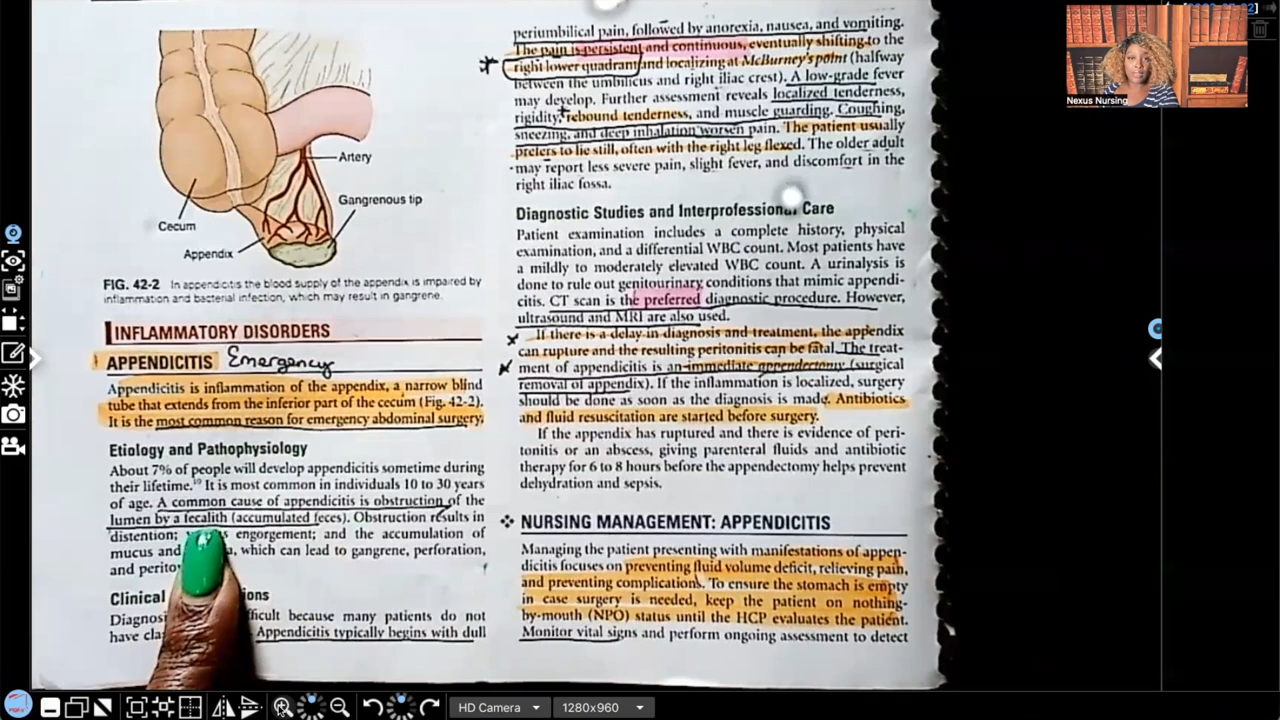 Artery
Gangrenous tip
Cecum
Appendix
FIG. 42-2 In appendicitis the blood supply of the appendix is impaired by
inflammation and bacterial infection, which may result in gangrene.
INFLAMMATORY DISORDERS
APPENDICITIS Emergency
Appendicitis is inflammation of the appendix, a narrow blind
tube that extends from the inferior part of the cecum (Fig. 42-2).
It is the most common reason for emergency abdominal surgery.
Etiology and Pathophysiology
About 7% of people will develop appendicitis sometime during
their lifetime.10 It is most common in individuals 10 to 30 years
of age. A common cause of appendicitis is obstruction of the
lumen by a fecalith (accumulated feces). Obstruction results in
distention; engorgement; and the accumulation of
mucus and which can lead to gangrene, perforation,
and
Clinical
because many patients do not
have Appendicitis typically begins with dull
periumbilical pain, followed by anorexia, nausea, and vomiting.
The pain is persistent and continuous, eventually shifting to the
right lower quadrant and localizing at McBurney's point (halfway
between the umbilicus and right iliac crest). A low-grade fever
may develop. Further assessment reveals localized tenderness,
rigidity, rebound tenderness, and muscle guarding. Coughing,
sneezing, and deep inhalation worsen pain. The patient usually
prefers to lie still, often with the right leg flexed. The older adult
may report less severe pain, slight fever, and discomfort in the
right iliac fossa.
Diagnostic Studies and Interprofessional Care
Patient examination includes a complete history, physical
examination, and a differential WBC count. Most patients have
a mildly to moderately elevated WBC count. A urinalysis is
done to rule out genitourinary conditions that mimic appendi-
citis. CT scan is the preferred diagnostic procedure. However,
ultrasound and MRI are also used.
If there is a delay in diagnosis and treatment, the appendix
can rupture and the resulting peritonitis can be fatal. The treat-
ment of appendicitis is an immediate appendectomy (surgical
removal of appendix). If the inflammation is localized, surgery
should be done as soon as the diagnosis is made. Antibiotics
and fluid resuscitation are started before surgery.
If the appendix has ruptured and there is evidence of peri-
tonitis or an abscess, giving parenteral fluids and antibiotic
therapy for 6 to 8 hours before the appendectomy helps prevent
dehydration and sepsis.
NURSING MANAGEMENT: APPENDICITIS
Managing the patient presenting with manifestations of appen-
dicitis focuses on preventing fluid volume deficit, relieving pain,
and preventing complications. To ensure the stomach is empty
in case surgery is needed, keep the patient on nothing-
by-mouth (NPO) status until the HCP evaluates the patient.
Monitor vital signs and perform ongoing assessment to detect
Nexus Nursing
HD Camera
1280x960